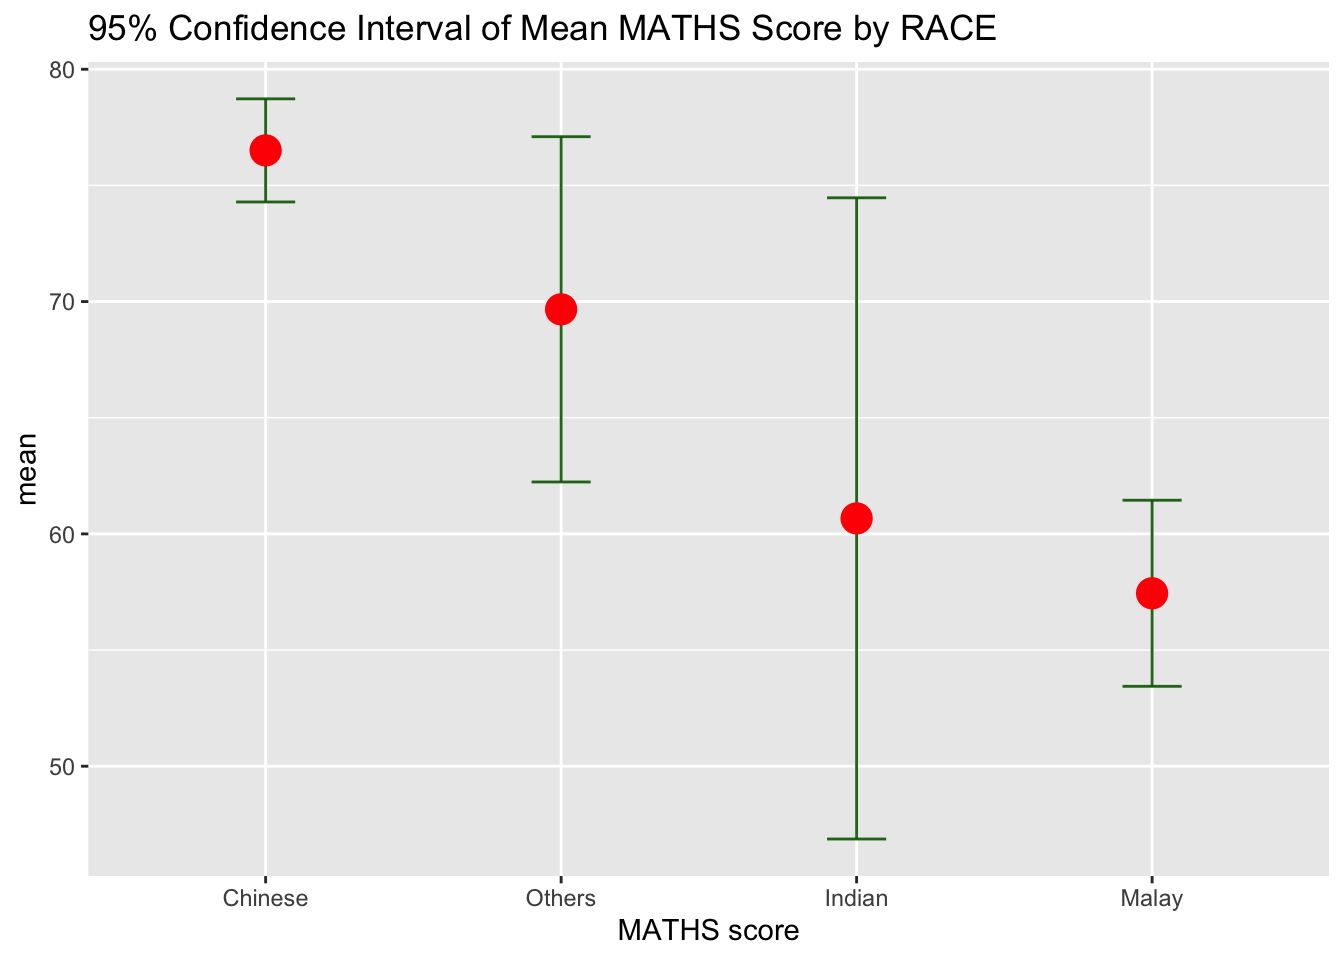 95% Confidence Interval of Mean MATHS Score by RACE
80
70
60
50
mean
Chinese Others Indian Malay
MATHS score